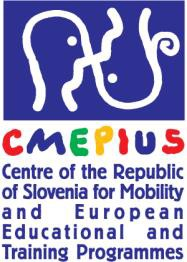 CMEPIUS
Centre of the Republic
of Slovenia for Mobility
and European
Educational and
Training Programmes